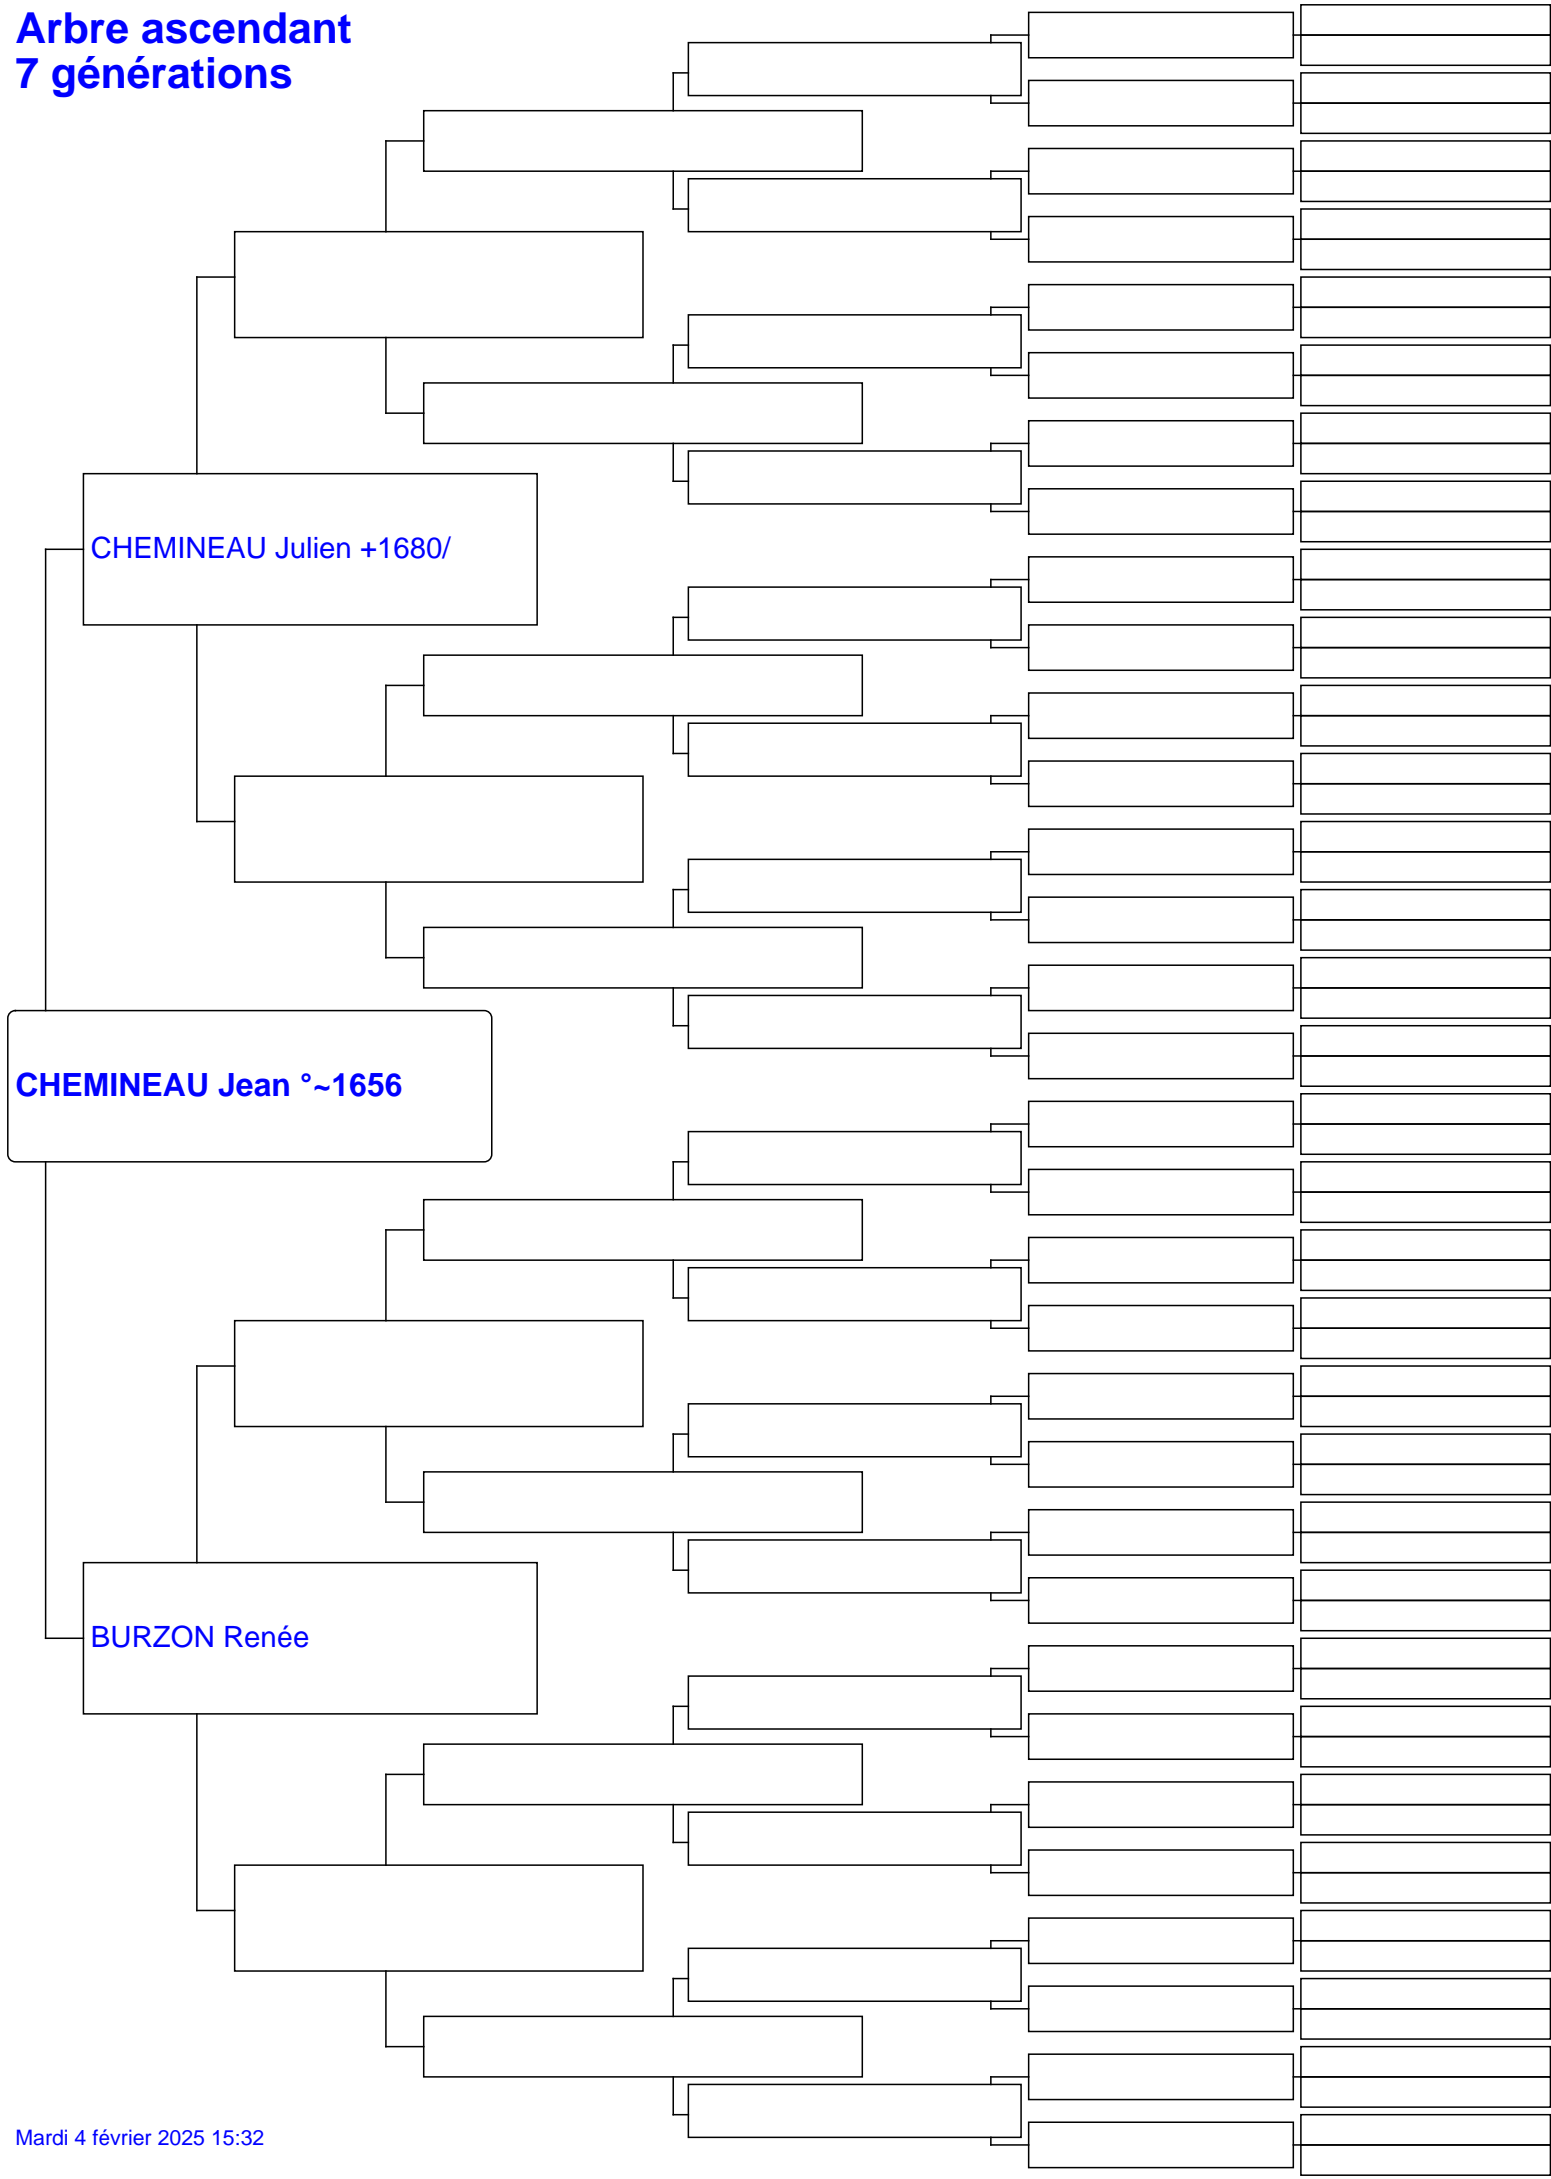 Arbre ascendant
7 générations
CHEMINEAU Julien +1680/
CHEMINEAU Jean °~1656
BURZON Renée
Mardi 4 février 2025 15:32